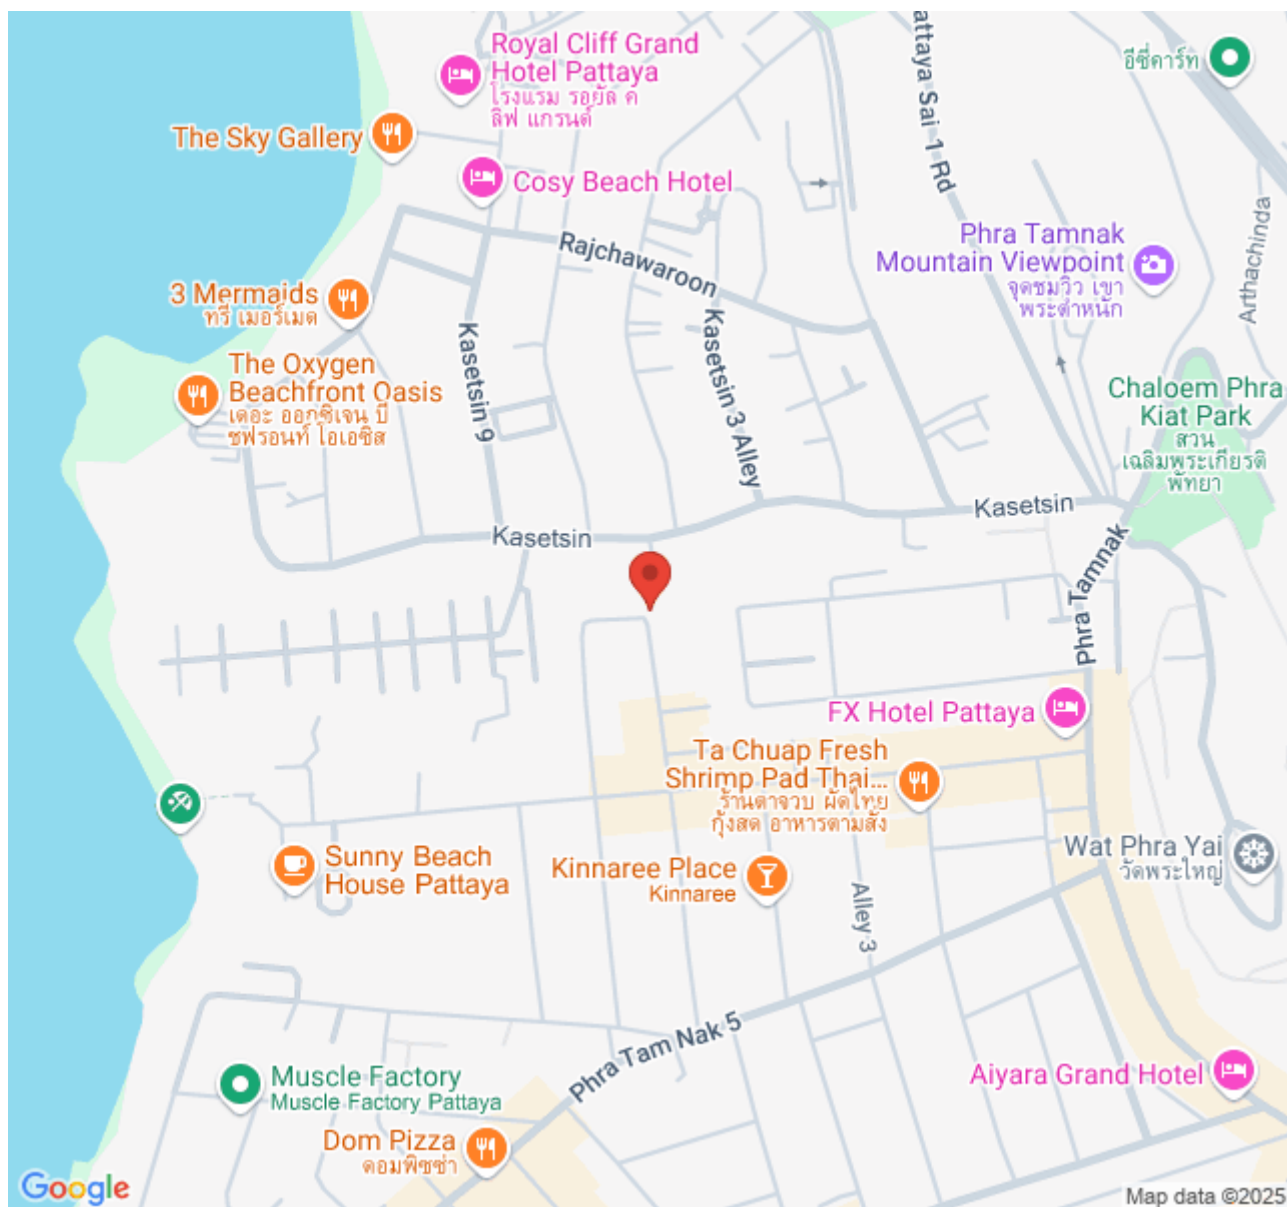 Royal Cliff Grand
Hotel Pattaya
โรงแรม รอยัล ค
ลิฟ แกรนด์
attaya Sai 1 Rd
อีซี่คาร์ท
The Sky Gallery
Cosy Beach Hotel
Rajchawaroon
Phra Tamnak
Mountain Viewpoint
จุดชมวิว เขา
พระตำหนัก
Arthachinda
3 Mermaids
ทรี เมอร์เมด
Kasetsin 9
Kasetsin 3 Alley
The Oxygen
Beachfront Oasis
เดอะ ออกซิเจน บี
ชฟรอนท์ โอเอซิส
Chaloem Phra
Kiat Park
สวน
เฉลิมพระเกียรติ
พัทยา
Kasetsin
Kasetsin
Phra Tamnak
FX Hotel Pattaya
Ta Chuap Fresh
Shrimp Pad Thai...
ร้านตาจวบ ผัดไทย
กุ้งสด อาหารตามสั่ง
Sunny Beach
House Pattaya
Kinnaree Place
Kinnaree
Alley 3
Wat Phra Yai
วัดพระใหญ่
Phra Tam Nak 5
Muscle Factory
Muscle Factory Pattaya
Aiyara Grand Hotel
Dom Pizza
ดอมพิซซ่า
Google
Map data ©2025